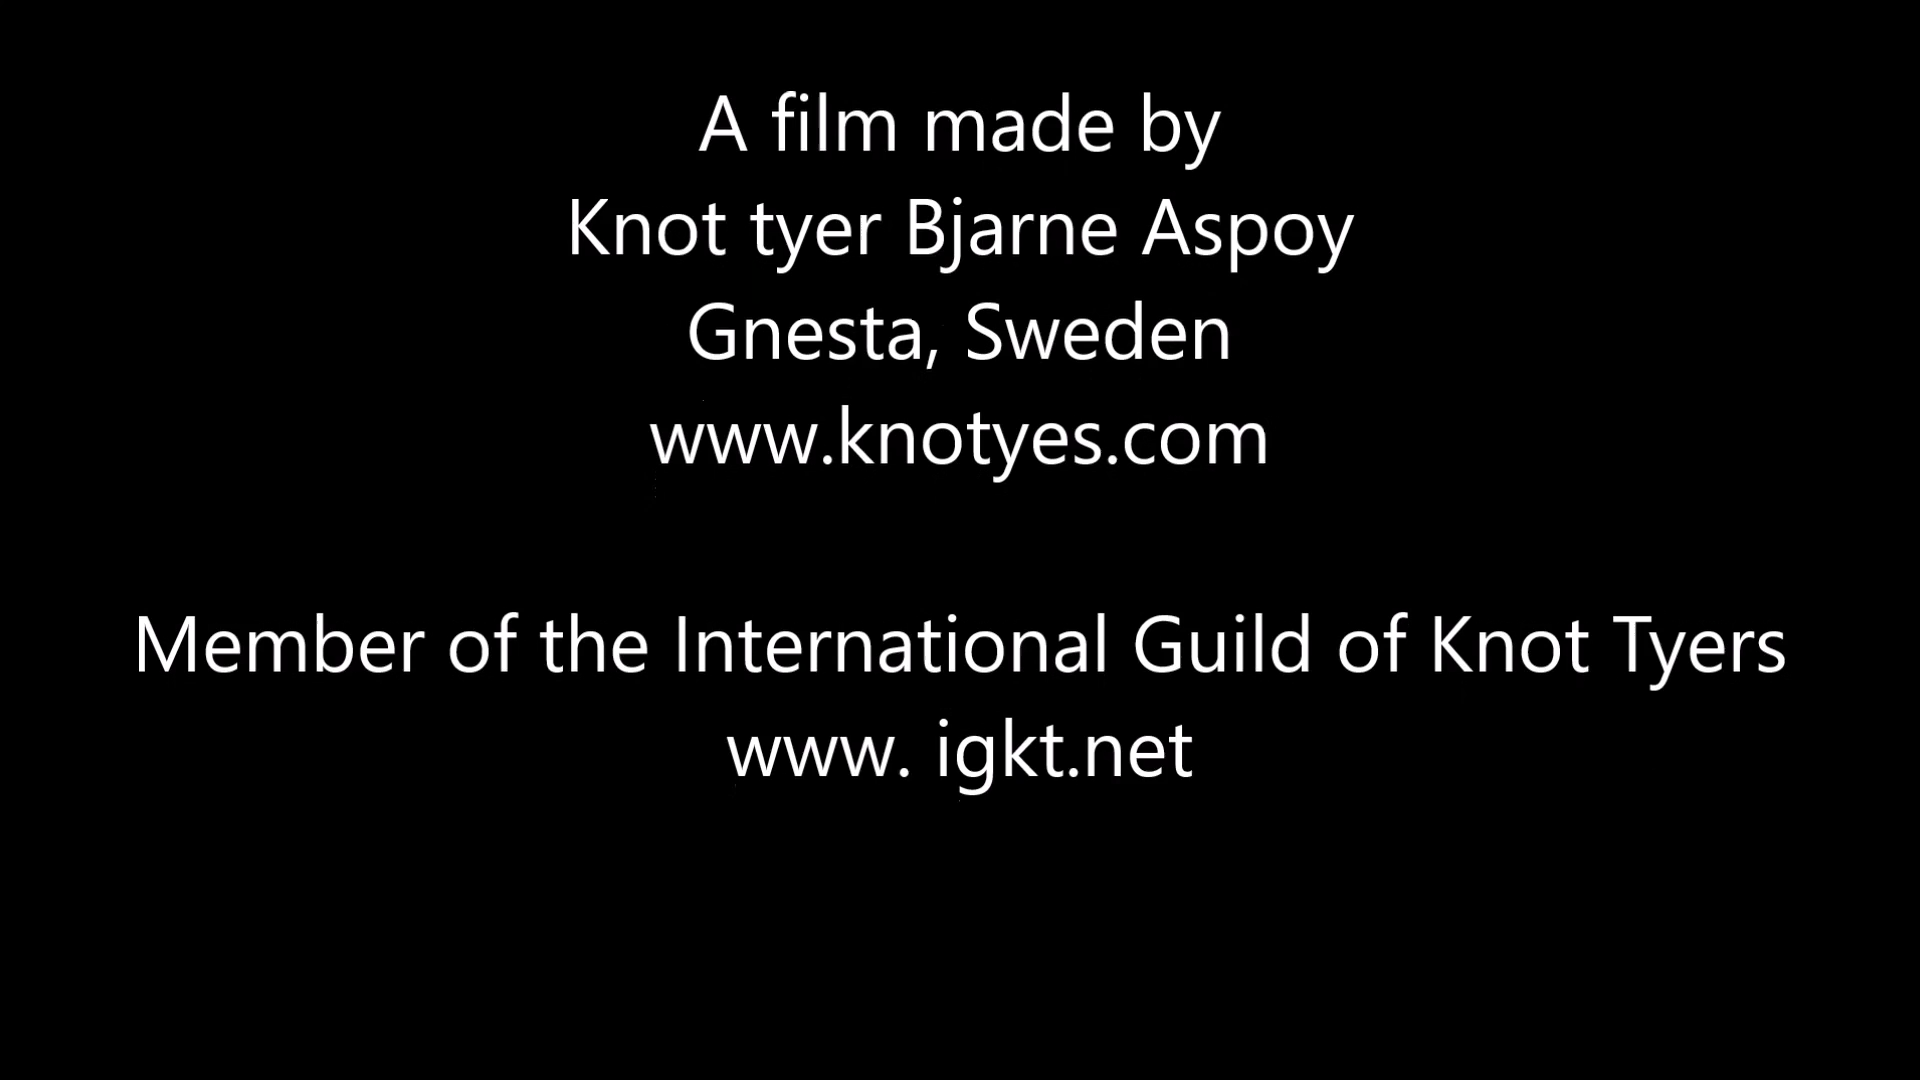 A film made by
Knot tyer Bjarne Aspoy
Gnesta, Sweden
www.knotyes.com
Member of the International Guild of Knot Tyers
www. igkt.net